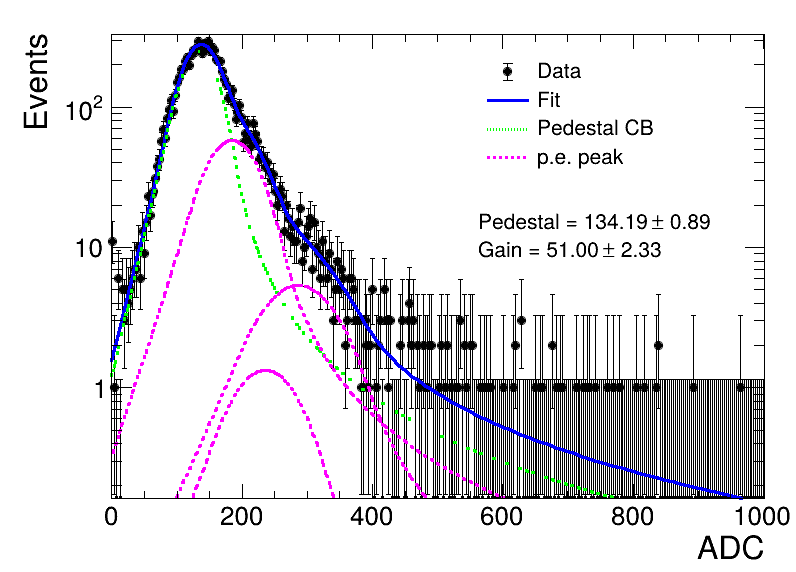 Events
10²
10
1
Data
Fit
Pedestal CB
p.e. peak
Pedestal = 134.19 ± 0.89
Gain = 51.00 ± 2.33
0 200 400 600 800 1000
ADC